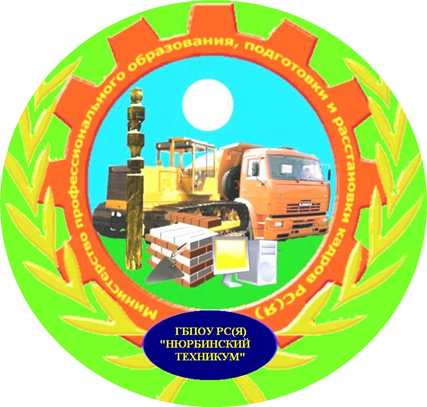 Министерство профессионального образования, подготовки и расстановки кадров РС(Я)
ГБПОУ РС(Я)
"НЮРБИНСКИЙ
ТЕХНИКУМ"